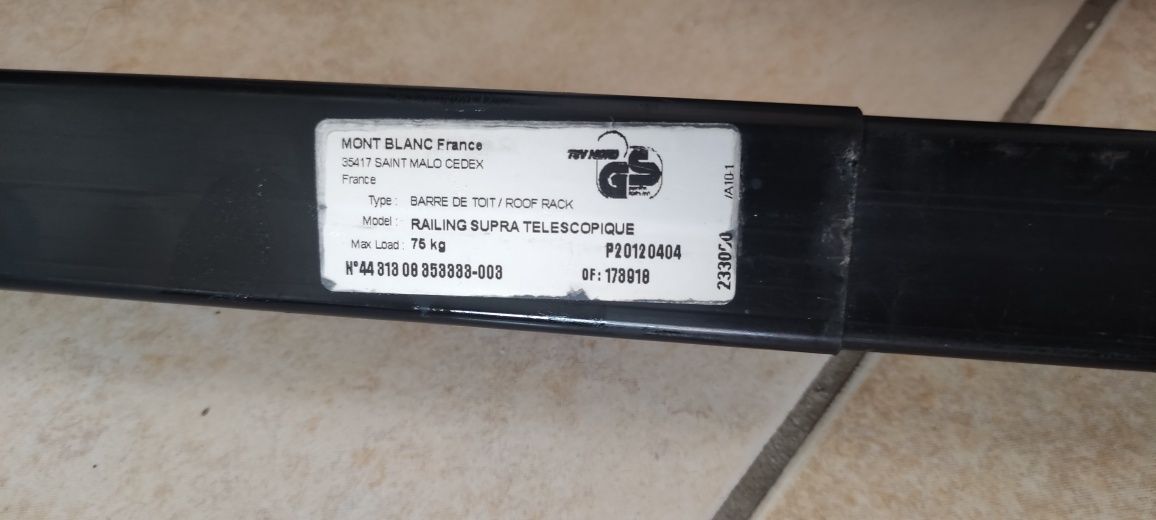 MONT BLANC France
35417 SAINT MALO CEDEX
France
Type : BARRE DE TOIT / ROOF RACK
Model : RAILING SUPRA TELESCOPIQUE
Max Load : 75 kg
P20120404
N°44 313 08 353333-003
OF : 173918
TÜV NORD
GS
/A10-1